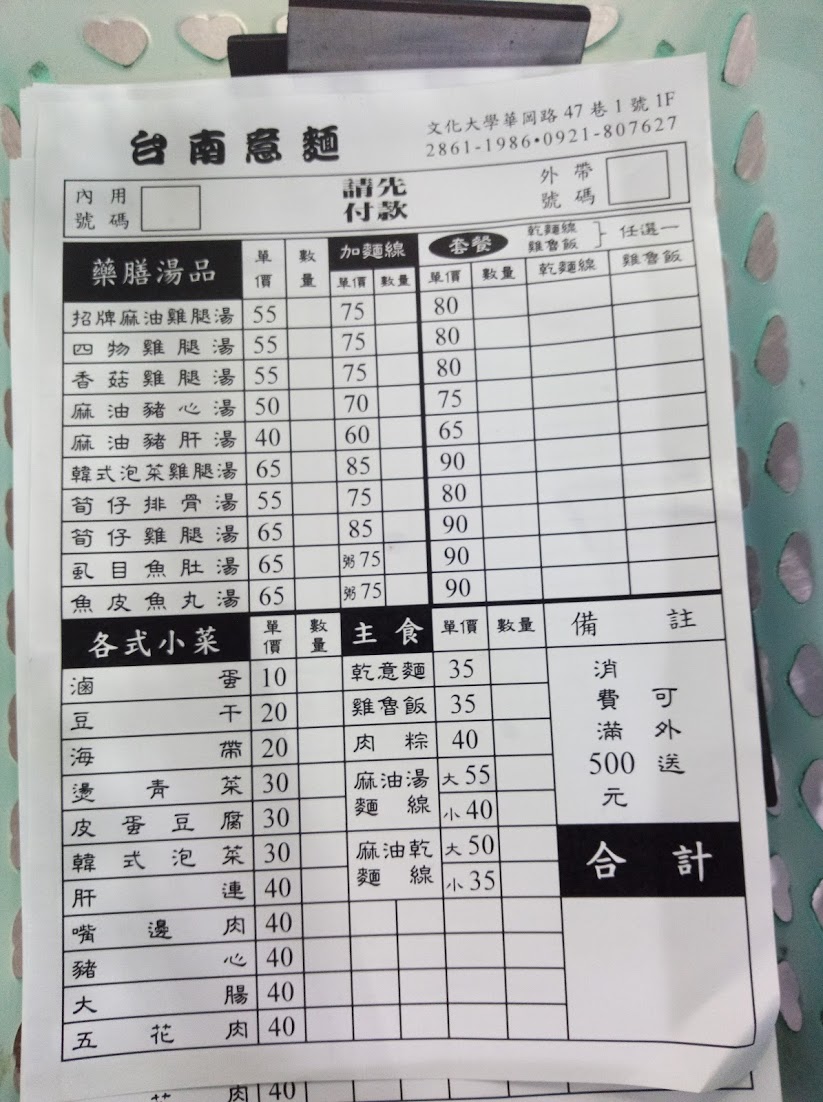 台南意麵
文化大學華岡路47巷1號1F
2861-1986•0921-807627
內用號碼
請先付款
外帶號碼
藥膳湯品 單價 數量 加麵線 單價 數量 套餐 單價 數量 乾麵線 雞魯飯 任選一 乾麵線 雞魯飯
招牌麻油雞腿湯 55 75 80
四物雞腿湯 55 75 80
香菇雞腿湯 55 75 80
麻油豬心湯 50 70 75
麻油豬肝湯 40 60 65
韓式泡菜雞腿湯 65 85 90
筍仔排骨湯 55 75 80
筍仔雞腿湯 65 85 90
虱目魚肚湯 65 粥75 90
魚皮魚丸湯 65 粥75 90
各式小菜 單價 數量
滷蛋 10
豆干 20
海帶 20
燙青菜 30
皮蛋豆腐 30
韓式泡菜 30
肝連 40
嘴邊肉 40
豬心 40
大腸 40
五花肉 40
主食 單價 數量
乾意麵 35
雞魯飯 35
肉粽 40
麻油湯麵線 大55
小40
麻油乾麵線 大50
小35
備註
消費滿500元
可外送
合計
花肉 40